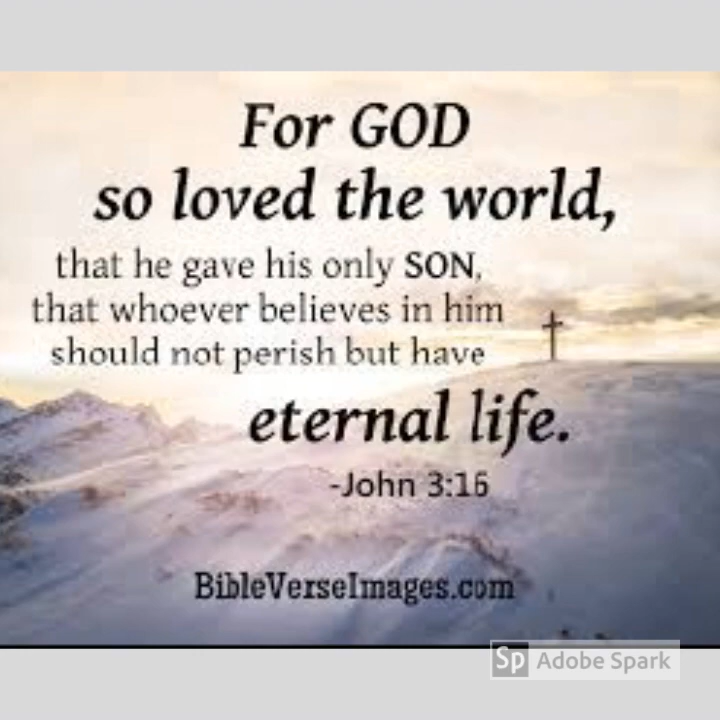 For GOD
so loved the world,
that he gave his only SON,
that whoever believes in him
should not perish but have
eternal life.
-John 3:16
BibleVerseImages.com
Sp Adobe Spark